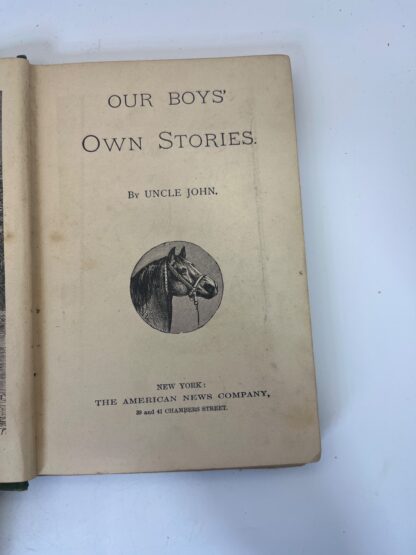 OUR BOYS'
OWN STORIES.
BY UNCLE JOHN.
NEW YORK:
THE AMERICAN NEWS COMPANY,
39 and 41 CHAMBERS STREET.